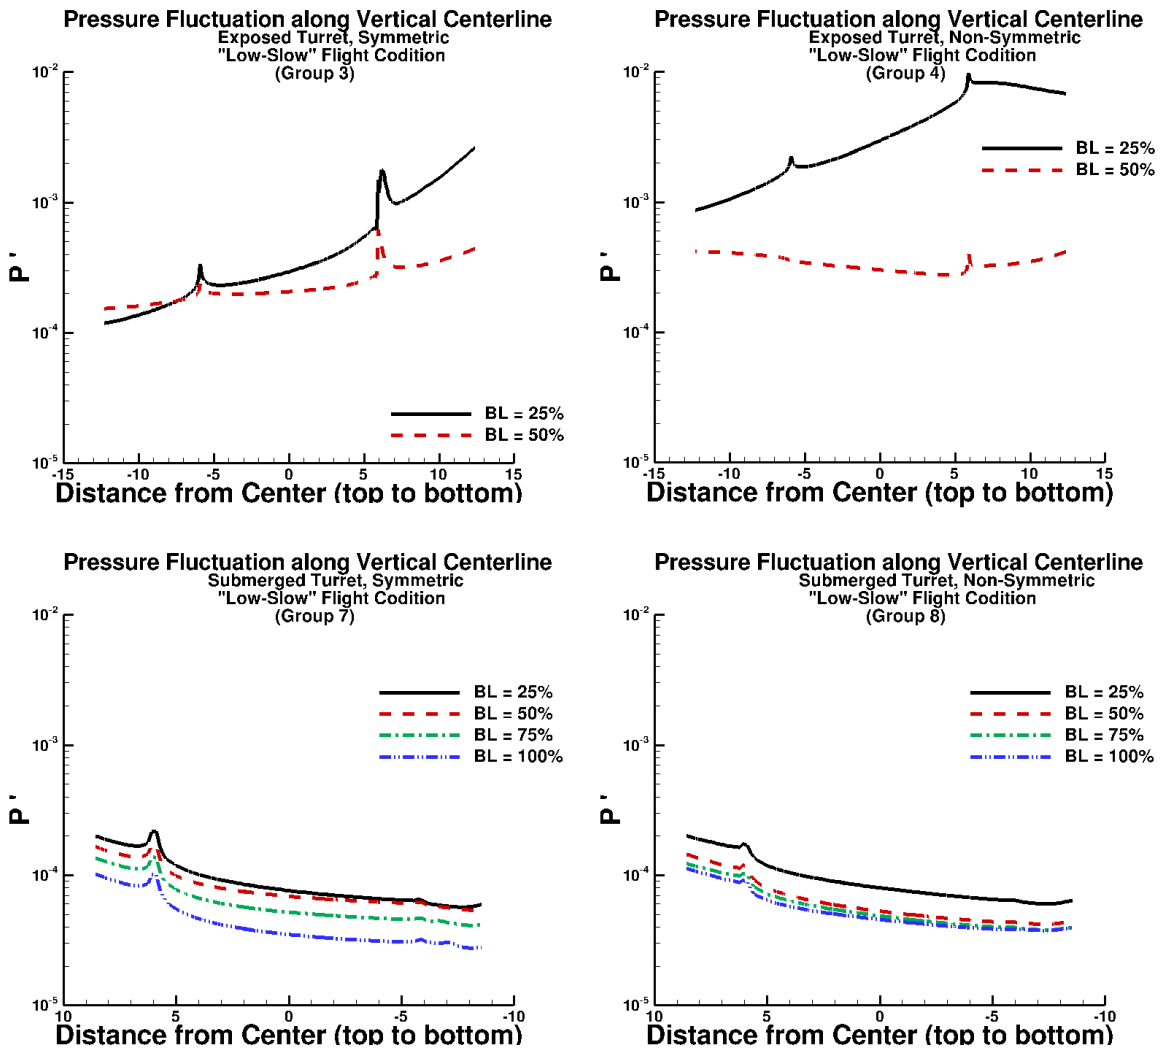 Pressure Fluctuation along Vertical Centerline
Exposed Turret, Symmetric
"Low-Slow" Flight Codition
(Group 3)
10-2
10-3
10-4
10-5
P'
BL = 25%
BL = 50%
-15 -10 -5 0 5 10 15
Distance from Center (top to bottom)
Pressure Fluctuation along Vertical Centerline
Exposed Turret, Non-Symmetric
"Low-Slow" Flight Codition
(Group 4)
10-2
10-3
10-4
10-5
P'
BL = 25%
BL = 50%
-15 -10 -5 0 5 10 15
Distance from Center (top to bottom)
Pressure Fluctuation along Vertical Centerline
Submerged Turret, Symmetric
"Low-Slow" Flight Codition
(Group 7)
10-2
10-3
10-4
10-5
P'
BL = 25%
BL = 50%
BL = 75%
BL = 100%
10 5 0 -5 -10
Distance from Center (top to bottom)
Pressure Fluctuation along Vertical Centerline
Submerged Turret, Non-Symmetric
"Low-Slow" Flight Codition
(Group 8)
10-2
10-3
10-4
10-5
P'
BL = 25%
BL = 50%
BL = 75%
BL = 100%
10 5 0 -5 -10
Distance from Center (top to bottom)